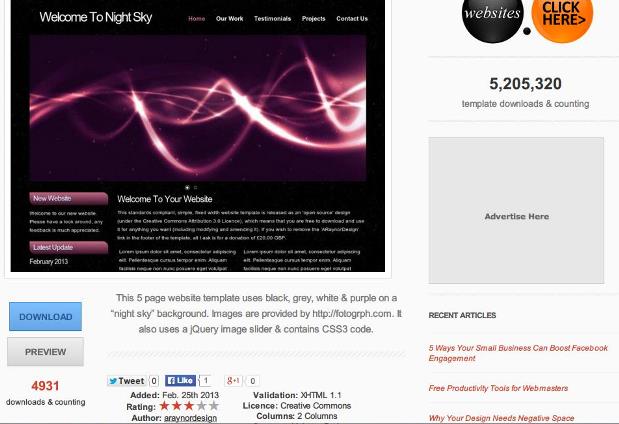 Welcome To Night Sky
Home Our Work Testimonials Projects Contact Us
New Website
Welcome to our new website.
Please have a look around, any
feedback is much appreciated.
Latest Update
February 2013
Welcome To Your Website
This standards compliant, simple, fixed width website template is released as an 'open source' design
(under the Creative Commons Attribution 3.0 Licence), which means that you are free to download and use
it for anything you want (including modifying and amending it). If you wish to remove the 'ARaynorDesign'
link in the footer of the template, all I ask is for a donation of £20.00 GBP.
Lorem ipsum dolor sit amet, consectetur adipiscing
elit. Pellentesque cursus tempus enim. Aliquam
facilisis neque non nunc posuere eget volutpat
Lorem ipsum dolor sit amet, consectetur adipiscing
elit. Pellentesque cursus tempus enim. Aliquam
facilisis neque non nunc posuere eget volutpat
DOWNLOAD
PREVIEW
4931
downloads & counting
This 5 page website template uses black, grey, white & purple on a
"night sky" background. Images are provided by http://fotogrph.com. It
also uses a jQuery image slider & contains CSS3 code.
Tweet 0 Like 1 +1 0
Added: Feb. 25th 2013
Rating:
Author: araynordesign
Validation: XHTML 1.1
Licence: Creative Commons
Columns: 2 Columns
websites
CLICK
HERE>
5,205,320
template downloads & counting
Advertise Here
RECENT ARTICLES
5 Ways Your Small Business Can Boost Facebook
Engagement
Free Productivity Tools for Webmasters
Why Your Design Needs Negative Space